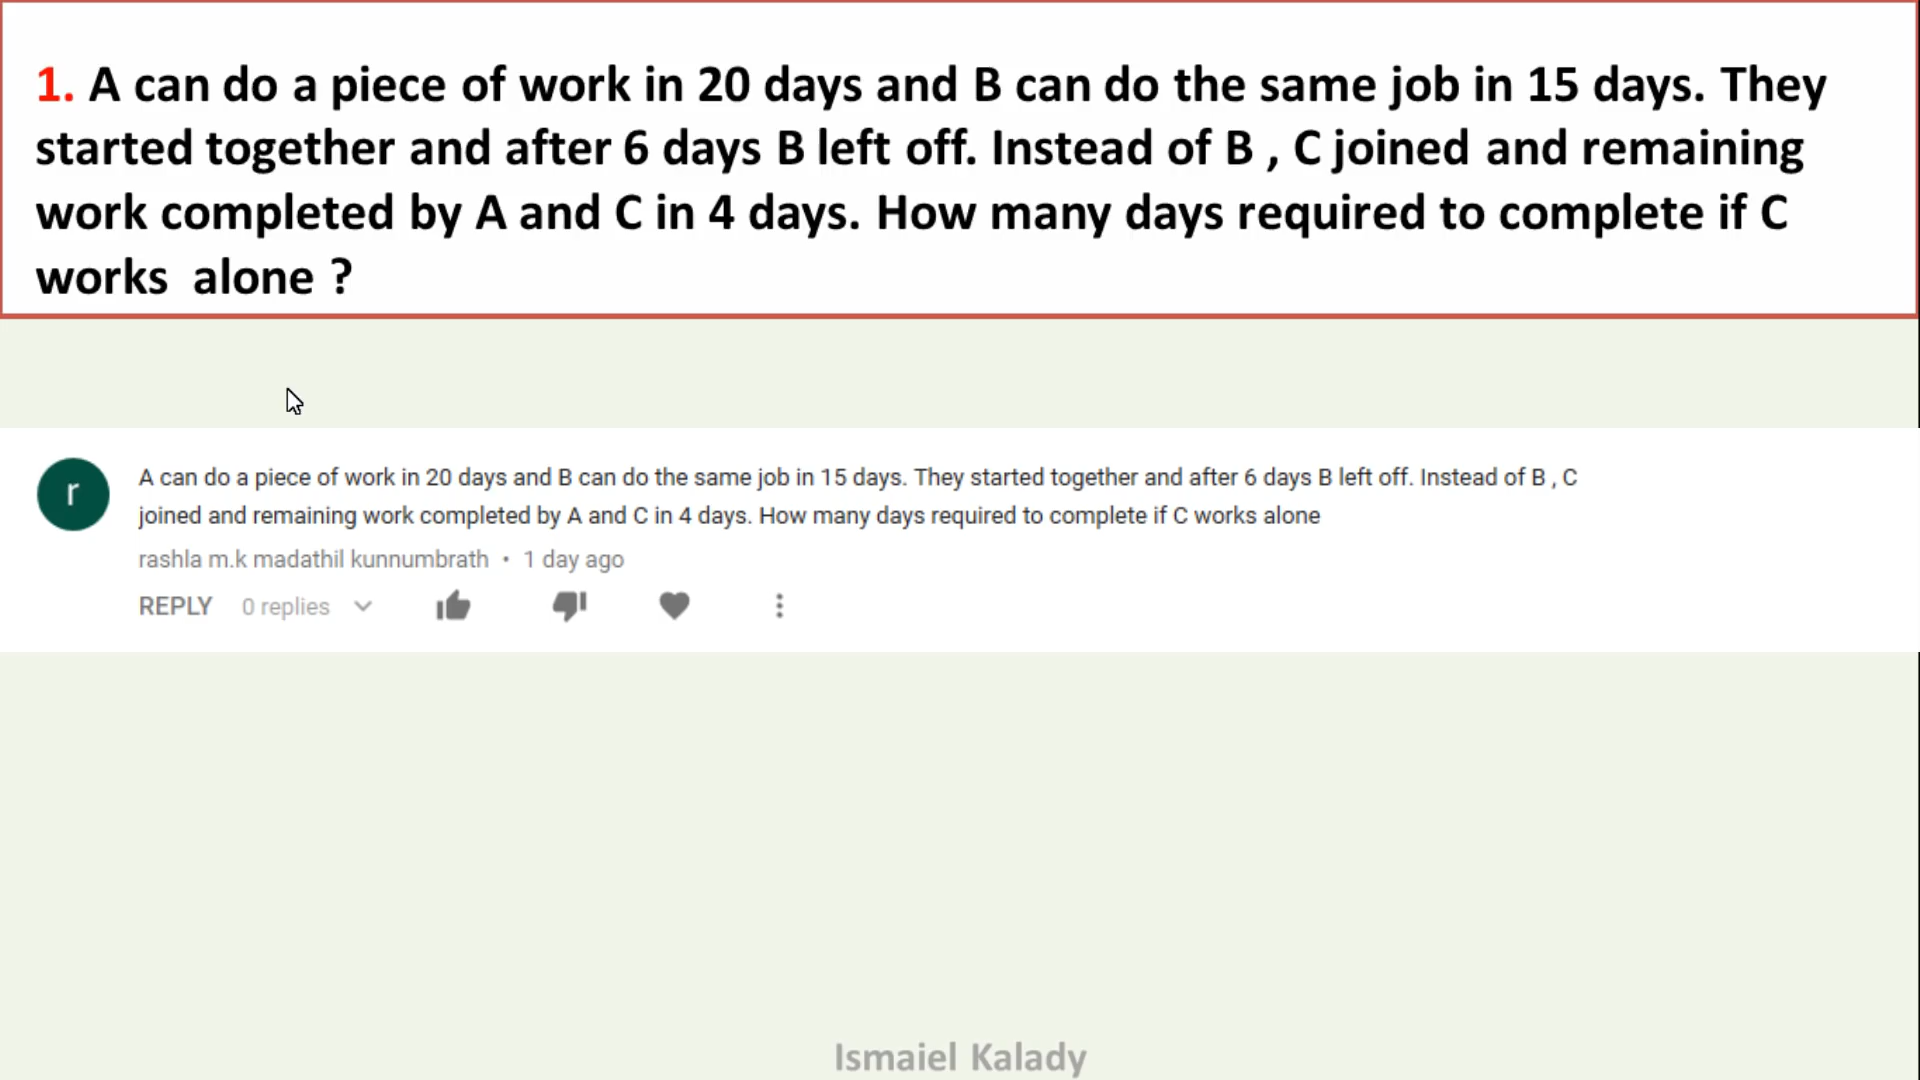 1. A can do a piece of work in 20 days and B can do the same job in 15 days. They
started together and after 6 days B left off. Instead of B , C joined and remaining
work completed by A and C in 4 days. How many days required to complete if C
works  alone ?
r
A can do a piece of work in 20 days and B can do the same job in 15 days. They started together and after 6 days B left off. Instead of B , C
joined and remaining work completed by A and C in 4 days. How many days required to complete if C works alone
rashla m.k madathil kunnumbrath • 1 day ago
REPLY 0 replies
Ismaiel Kalady